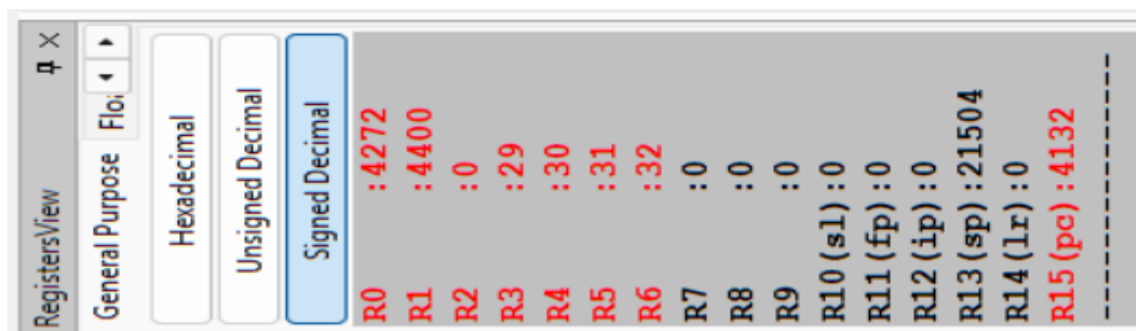 RegistersView
General Purpose Floa
Hexadecimal
Unsigned Decimal
Signed Decimal
R0 :4272
R1 :4400
R2 :0
R3 :29
R4 :30
R5 :31
R6 :32
R7 :0
R8 :0
R9 :0
R10(sl):0
R11(fp):0
R12(ip):0
R13(sp):21504
R14(lr):0
R15(pc):4132